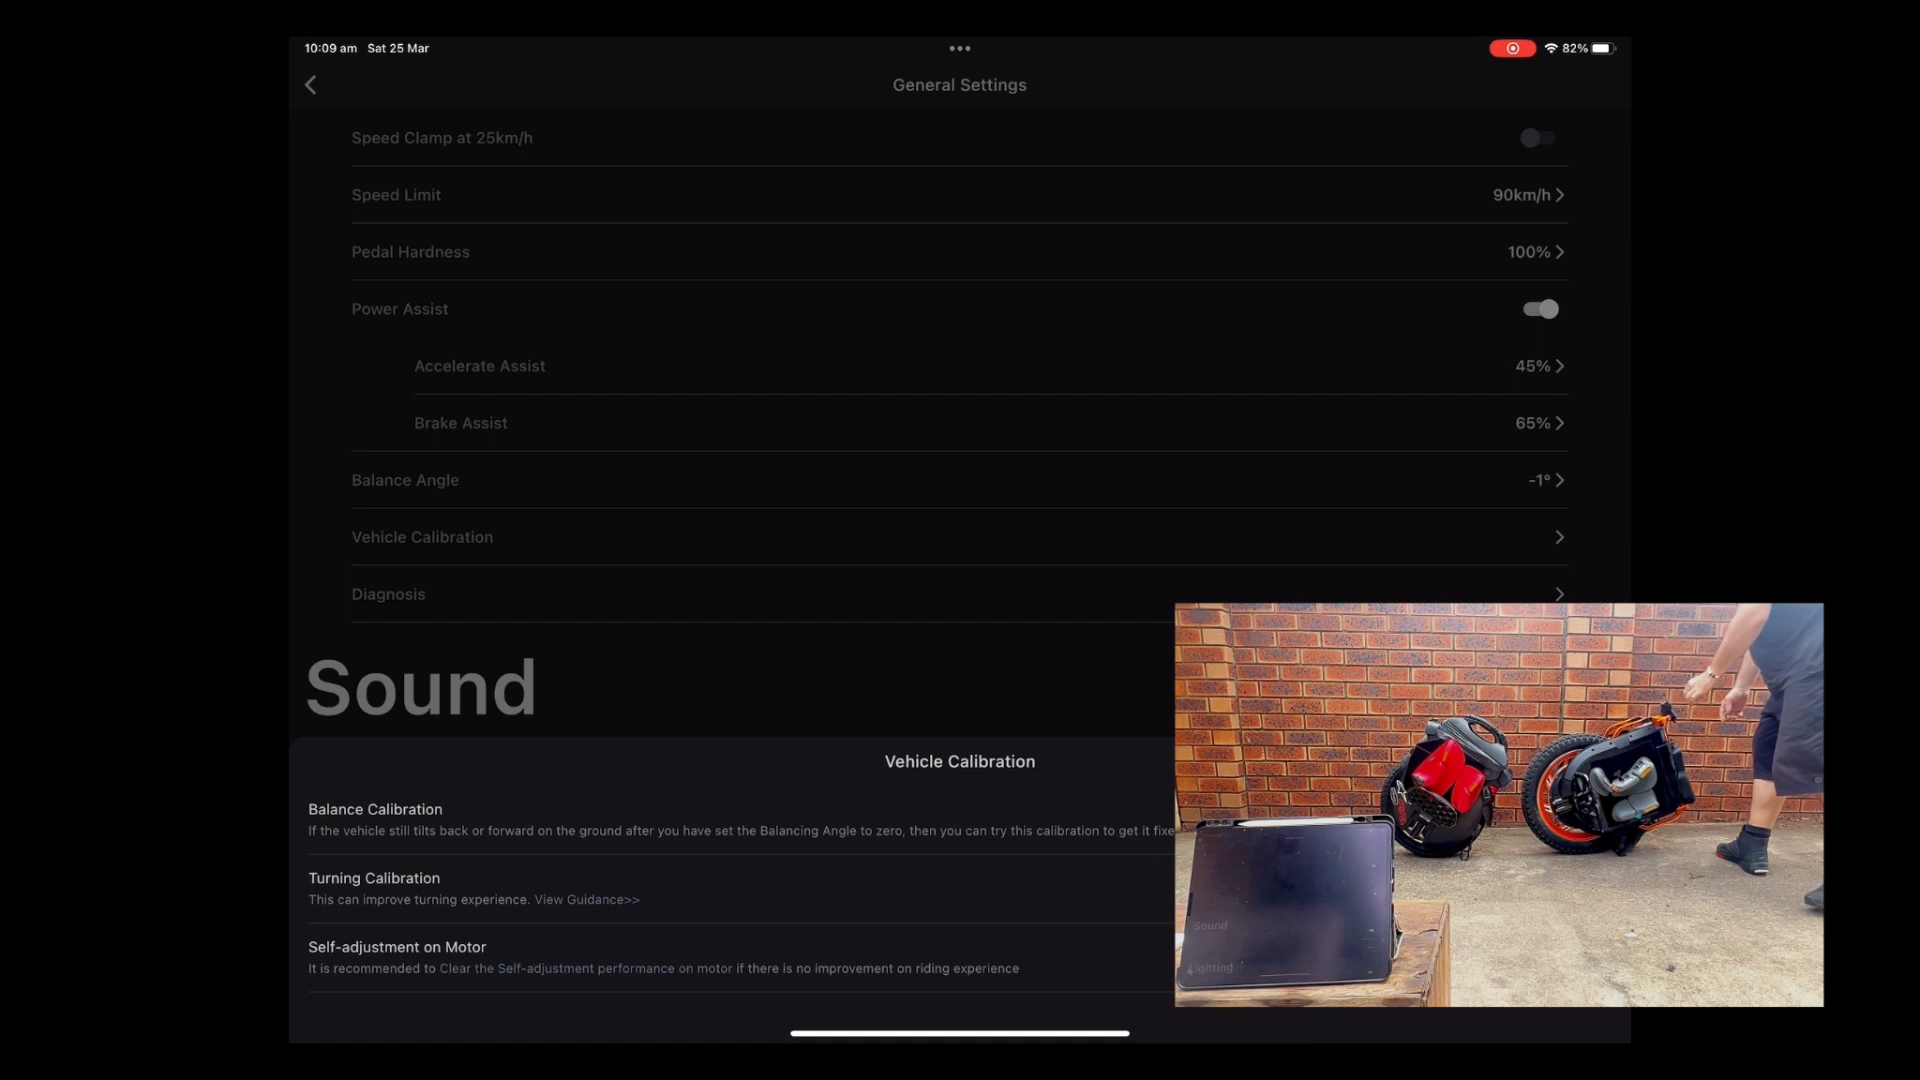 10:09 am Sat 25 Mar
82%
General Settings
Speed Clamp at 25km/h
Speed Limit 90km/h
Pedal Hardness 100%
Power Assist
Accelerate Assist 45%
Brake Assist 65%
Balance Angle -1°
Vehicle Calibration
Diagnosis
Sound
Vehicle Calibration
Balance Calibration
If the vehicle still tilts back or forward on the ground after you have set the Balancing Angle to zero, then you can try this calibration to get it fixe
Turning Calibration
This can improve turning experience. View Guidance>>
Self-adjustment on Motor
It is recommended to Clear the Self-adjustment performance on motor if there is no improvement on riding experience
Sound
Lighting